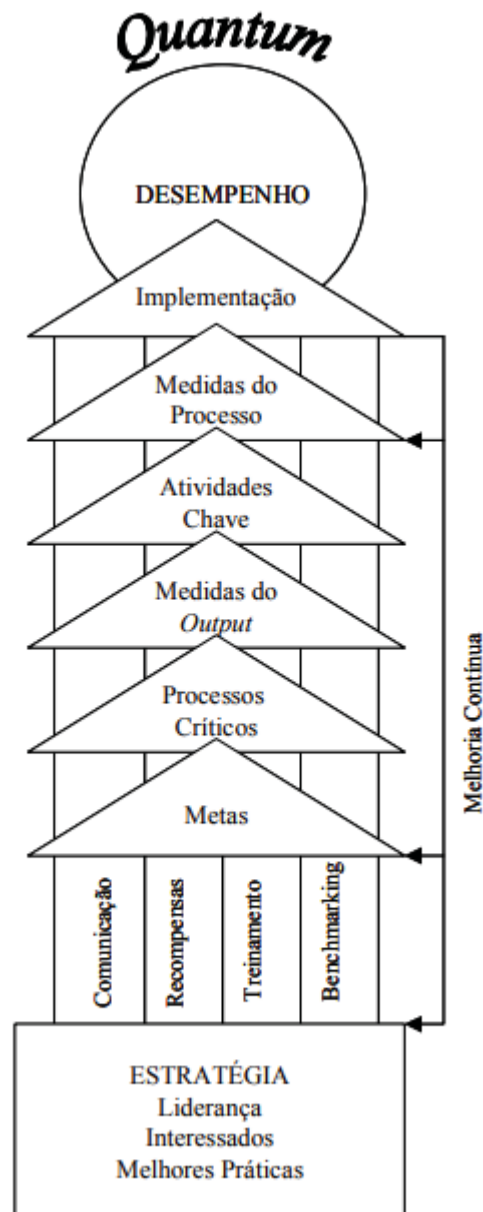 Quantum
DESEMPENHO
Implementação
Medidas do
Processo
Atividades
Chave
Medidas do
Output
Processos
Críticos
Metas
Melhoria Contínua
Comunicação
Recompensas
Treinamento
Benchmarking
ESTRATÉGIA
Liderança
Interessados
Melhores Práticas